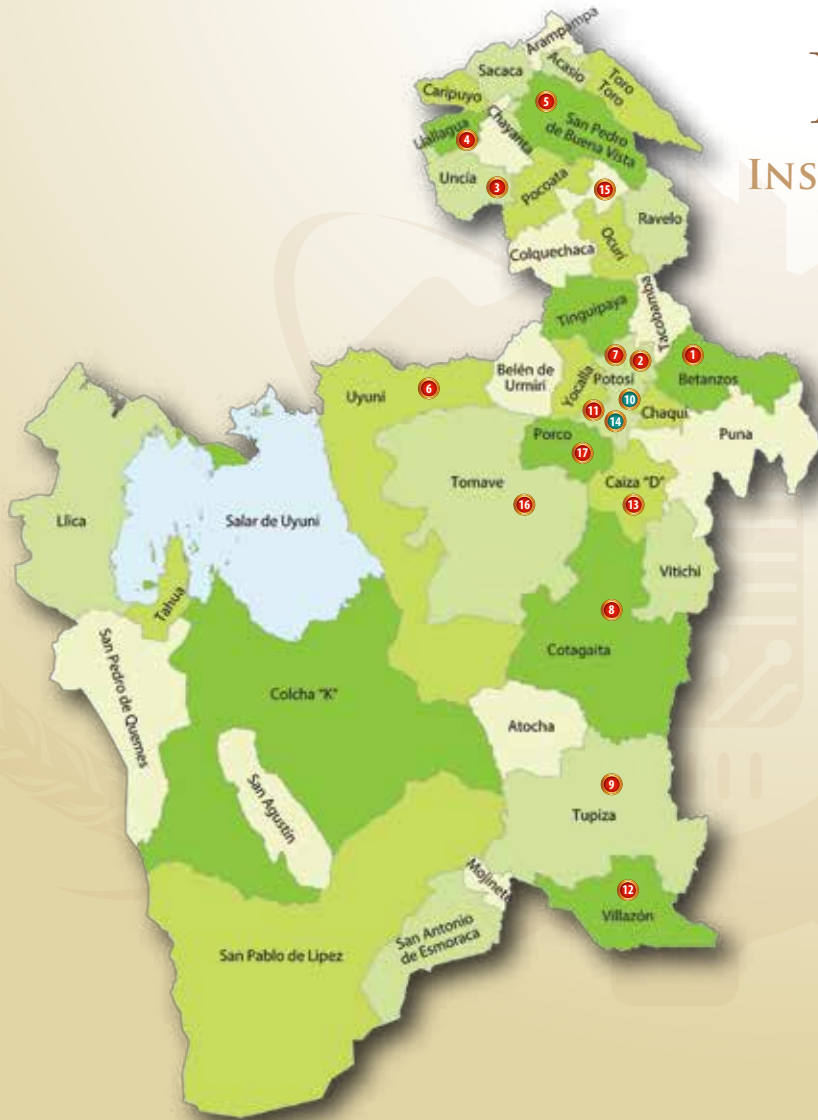 Arampampa
Acasio
Toro
Toro
Sacaca
Caripuyo
5
San Pedro
de Buena Vista
Llallagua
4
Chayanta
INS
Uncía
3
Pocoata
15
Ravelo
Ocurí
Colquechaca
Tacobamba
Tinguipaya
7
2
1
Belén de
Urmiri
Potosí
Betanzos
Uyuni
6
Yocalla
10
11
Chaquí
14
Puna
Porco
17
Tomave
Caiza "D"
16
13
Llica
Salar de Uyuni
Vitichi
Tahua
8
Cotagaita
San Pedro de Quemes
Colcha "K"
Atocha
San Agustín
9
Tupiza
Mojinete
12
Villazón
San Antonio
de Esmoraca
San Pablo de Lipez